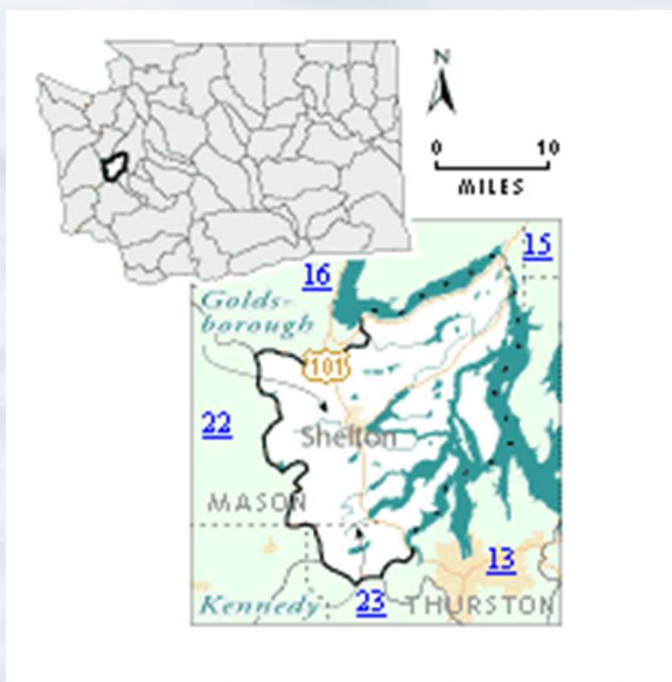 N
0 10
MILES
15
16
Golds-
borough
101
22
Shelton
MASON
13
Kennedy
23
THURSTON